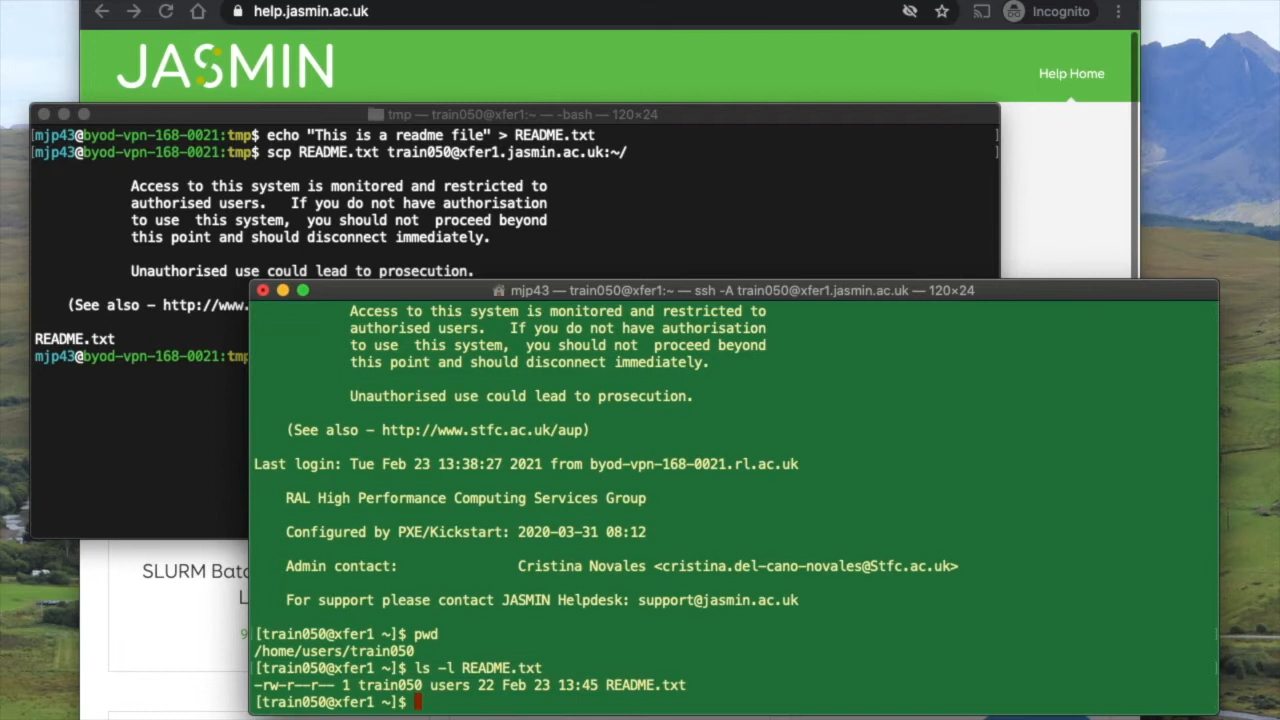 help.jasmin.ac.uk
Incognito
JASMIN
Help Home
tmp — train050@xfer1:~ — -bash — 120×24
[mjp43@byod-vpn-168-0021:tmp$ echo "This is a readme file" > README.txt ]
[mjp43@byod-vpn-168-0021:tmp$ scp README.txt train050@xfer1.jasmin.ac.uk:~/ ]
Access to this system is monitored and restricted to
authorised users. If you do not have authorisation
to use this system, you should not proceed beyond
this point and should disconnect immediately.
Unauthorised use could lead to prosecution.
(See also - http://www.
README.txt
mjp43@byod-vpn-168-0021:tmp
mjp43 — train050@xfer1:~ — ssh -A train050@xfer1.jasmin.ac.uk — 120×24
Access to this system is monitored and restricted to
authorised users. If you do not have authorisation
to use this system, you should not proceed beyond
this point and should disconnect immediately.
Unauthorised use could lead to prosecution.
(See also - http://www.stfc.ac.uk/aup)
Last login: Tue Feb 23 13:38:27 2021 from byod-vpn-168-0021.rl.ac.uk
RAL High Performance Computing Services Group
Configured by PXE/Kickstart: 2020-03-31 08:12
Admin contact: Cristina Novales <cristina.del-cano-novales@Stfc.ac.uk>
For support please contact JASMIN Helpdesk: support@jasmin.ac.uk
[train050@xfer1 ~]$ pwd
/home/users/train050
[train050@xfer1 ~]$ ls -l README.txt
-rw-r--r-- 1 train050 users 22 Feb 23 13:45 README.txt
[train050@xfer1 ~]$
SLURM Bat
L
9